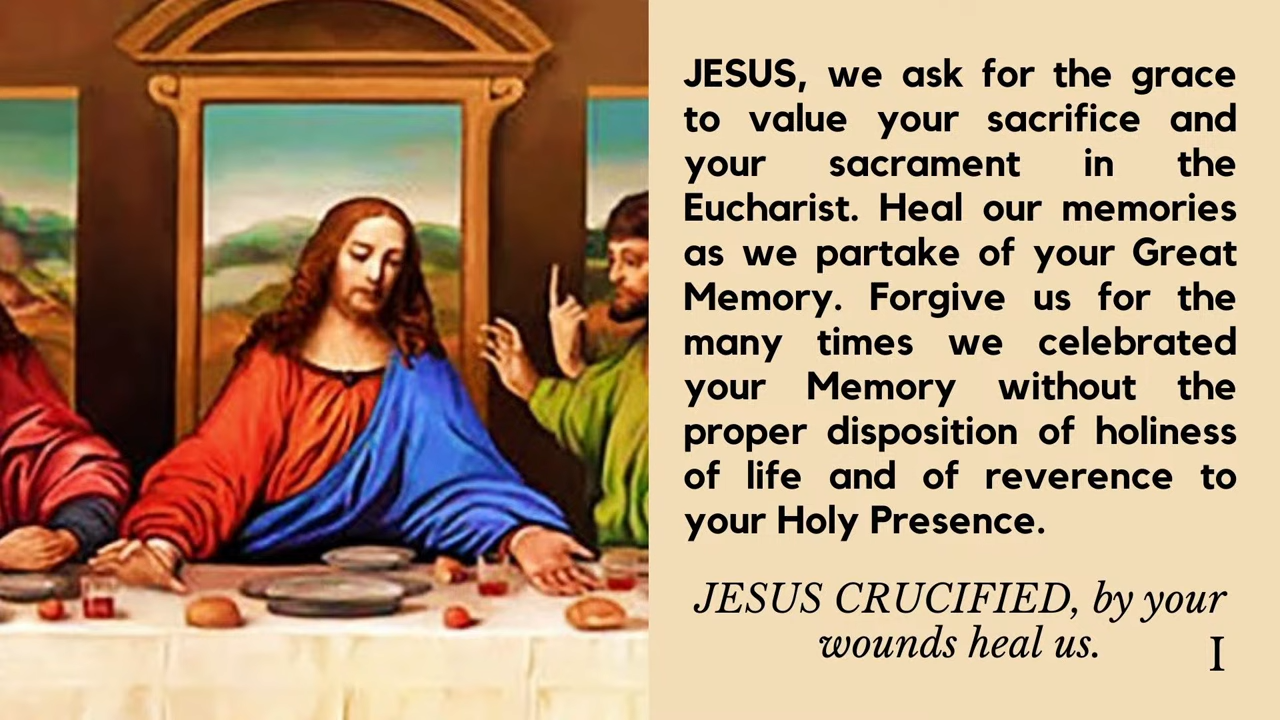 JESUS, we ask for the grace
to value your sacrifice and
your sacrament in the
Eucharist. Heal our memories
as we partake of your Great
Memory. Forgive us for the
many times we celebrated
your Memory without the
proper disposition of holiness
of life and of reverence to
your Holy Presence.
JESUS CRUCIFIED, by your
wounds heal us.
I